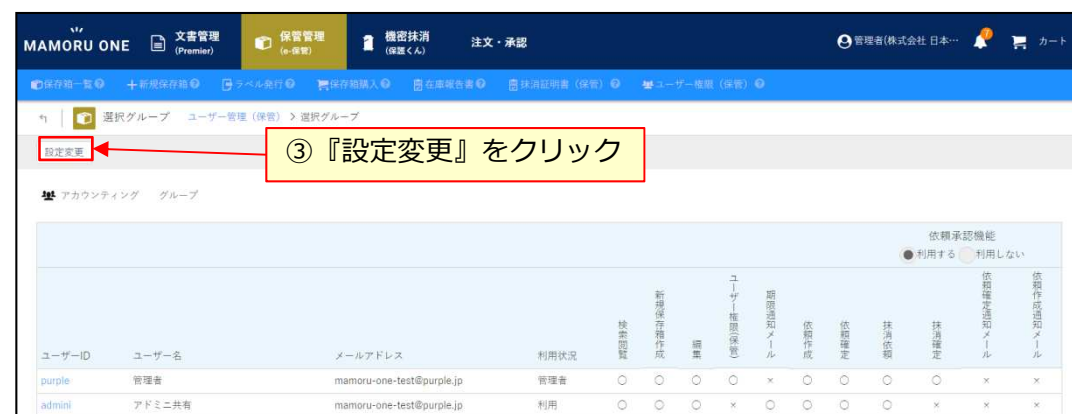 MAMORU ONE 文書管理 (Premier) 保管管理 (e-保管) 機密抹消 (保護くん) 注文・承認 管理者(株式会社 日本… カート
保存箱一覧 新規保存箱 ラベル発行 保存箱購入 在庫報告書 抹消証明書（保管） ユーザー権限（保管）
選択グループ ユーザー管理（保管） > 選択グループ
設定変更
③『設定変更』をクリック
アカウンティング グループ
依頼承認機能
利用する 利用しない
ユーザーID ユーザー名 メールアドレス 利用状況 検索閲覧 新規保存箱作成 編集 ユーザー権限(保管) 期限通知メール 依頼作成 依頼確定 抹消依頼 抹消確定 依頼確定通知メール 依頼作成通知メール
purple 管理者 mamoru-one-test@purple.jp 管理者 ○ ○ ○ ○ × ○ ○ ○ ○ × ×
admini アドミニ共有 mamoru-one-test@purple.jp 利用 ○ ○ ○ × ○ ○ ○ ○ × × ×